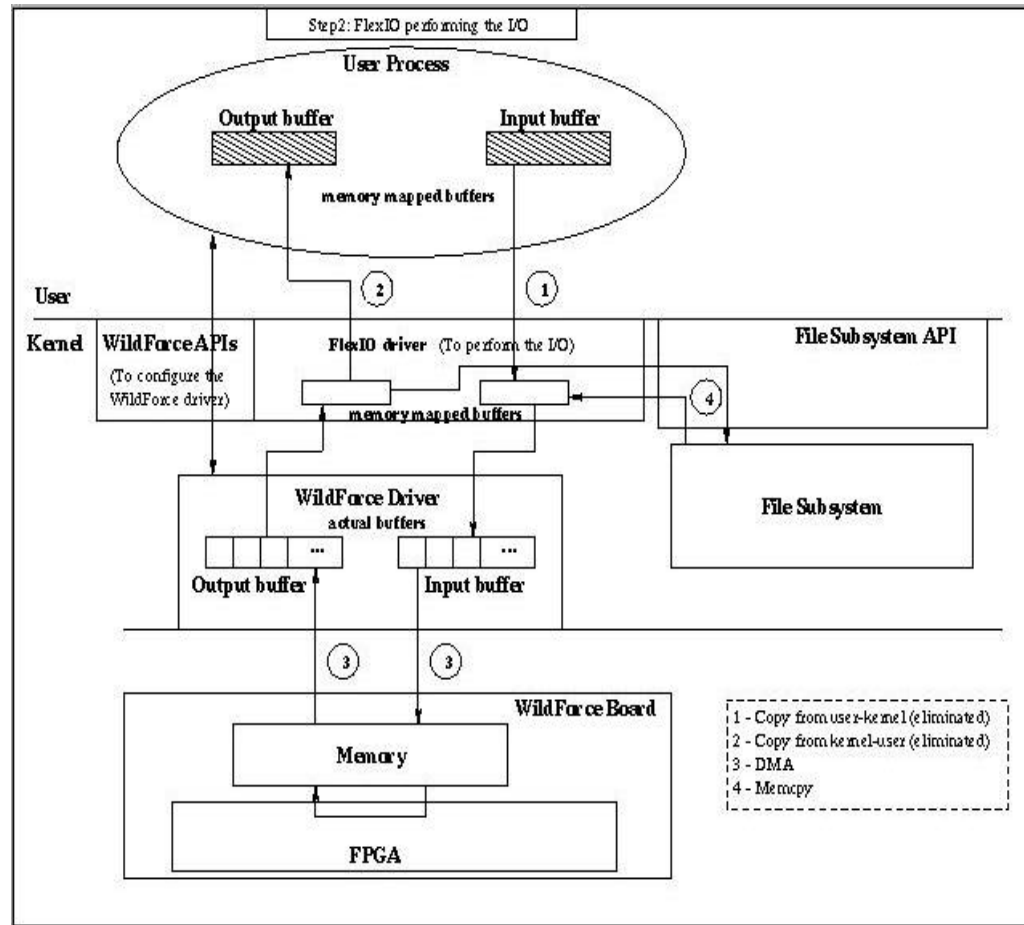 Step2: FlexIO performing the I/O
User Process
Output buffer
Input buffer
memory mapped buffers
2
1
User
Kernel
WildForce APIs
(To configure the
WildForce driver)
FlexIO driver (To perform the I/O)
File Subsystem API
4
memory mapped buffers
WildForce Driver
actual buffers
...
...
Output buffer
Input buffer
File Subsystem
3
3
WildForce Board
Memory
FPGA
1 - Copy from user-kernel (eliminated)
2 - Copy from kernel-user (eliminated)
3 - DMA
4 - Memcpy